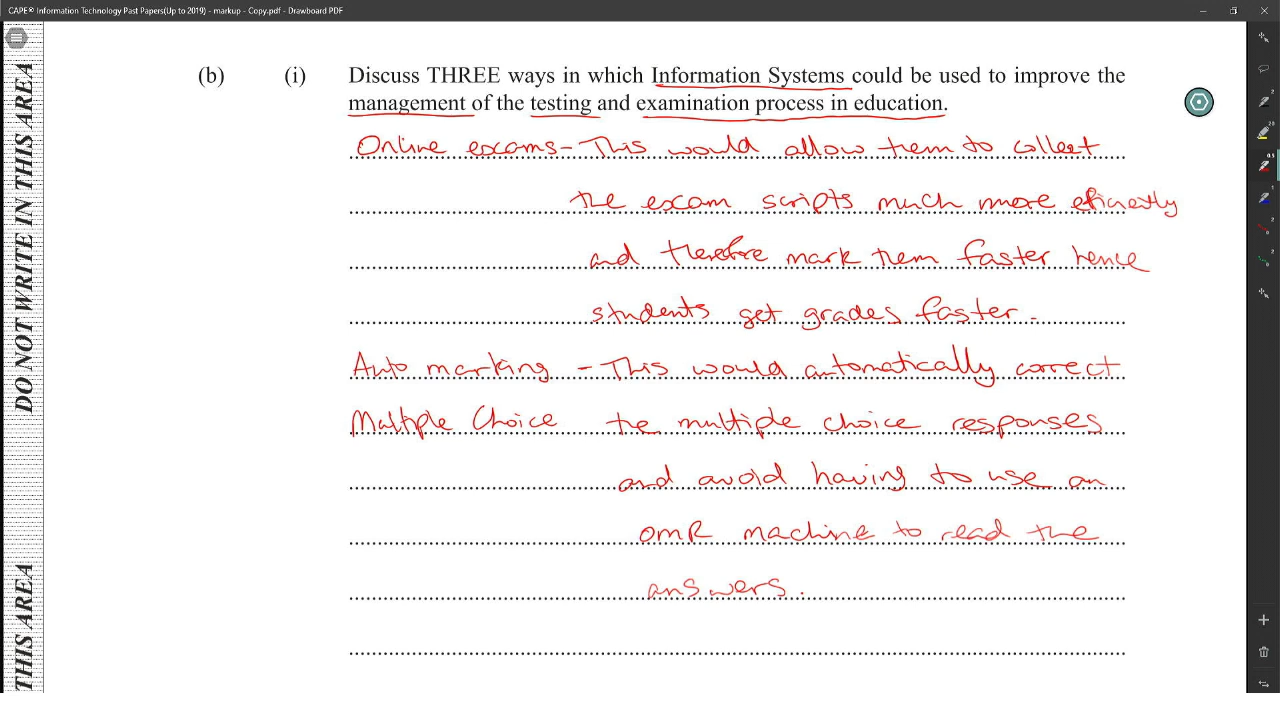 CAPE® Information Technology Past Papers(Up to 2019) - markup - Copy.pdf - Drawboard PDF
(b) (i) Discuss THREE ways in which Information Systems could be used to improve the
management of the testing and examination process in education.
Online exams - This would allow them to collect
the exam scripts much more eficiently
and therefore mark them faster hence
students get grades faster.
Auto marking - This would automatically correct
Multiple Choice the multiple choice responses
and avoid having to use an
OMR machine to read the
answers.
DO NOT WRITE IN THIS AREA
THIS AREA